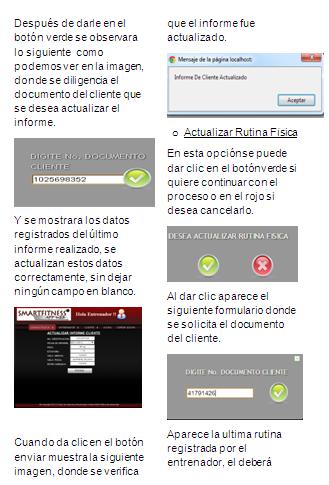 Después de darle en el
botón verde se observara
lo siguiente como
podemos ver en la imagen,
donde se diligencia el
documento del cliente que
se desea actualizar el
informe.
DIGITE No. DOCUMENTO
CLIENTE
1025698352
Y se mostrara los datos
registrados del último
informe realizado, se
actualizan estos datos
correctamente, sin dejar
ningún campo en blanco.
SMARTFITNESS
Hola Entrenador !!
ACTUALIZAR INFORME CLIENTE
Cuando da clic en el botón
enviar muestra la siguiente
imagen, donde se verifica
que el informe fue
actualizado.
Mensaje de la página localhost:
Informe De Cliente Actualizado
Aceptar
o Actualizar Rutina Física
En esta opciónse puede
dar clic en el botónverde si
quiere continuar con el
proceso o en el rojo si
desea cancelarlo.
DESEA ACTUALIZAR RUTINA FISICA
Al dar clic aparece el
siguiente formulario donde
se solicita el documento
del cliente.
DIGITE No. DOCUMENTO CLIENTE
41791426
Aparece la ultima rutina
registrada por el
entrenador, el deberá